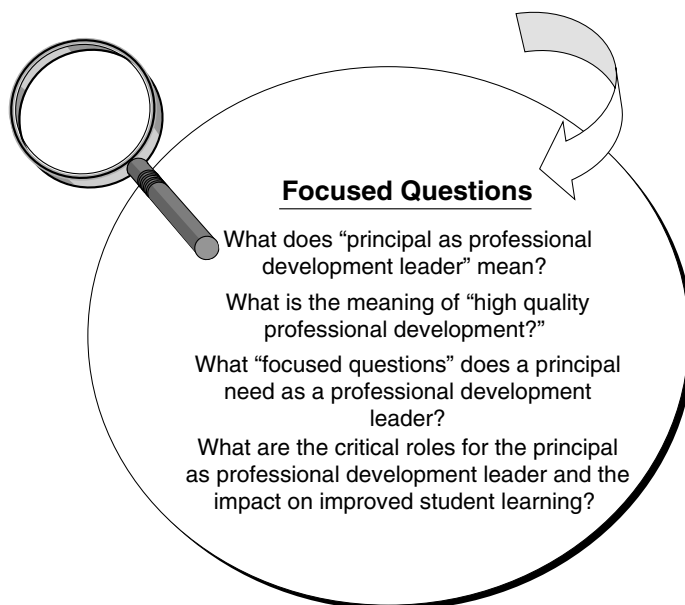 Focused Questions
What does “principal as professional
development leader” mean?
What is the meaning of “high quality
professional development?”
What “focused questions” does a principal
need as a professional development
leader?
What are the critical roles for the principal
as professional development leader and the
impact on improved student learning?